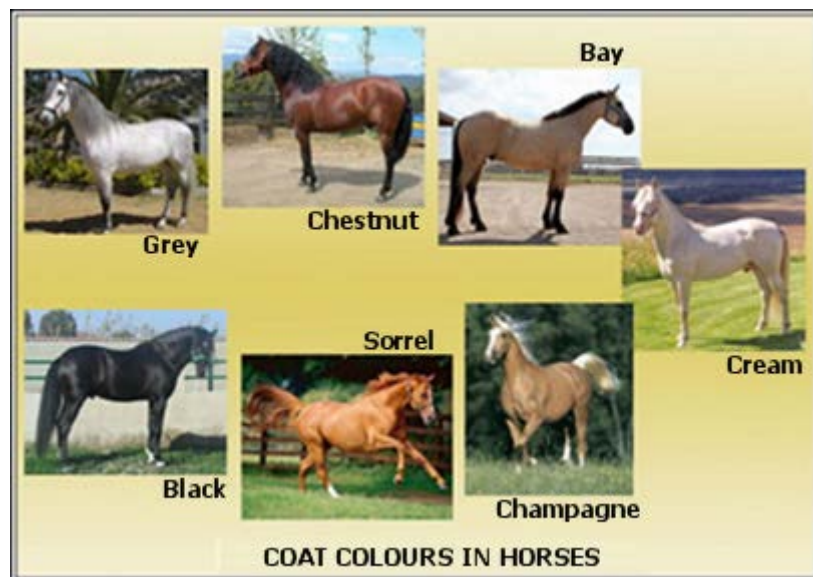 Bay
Chestnut
Grey
Cream
Sorrel
Black
Champagne
COAT COLOURS IN HORSES